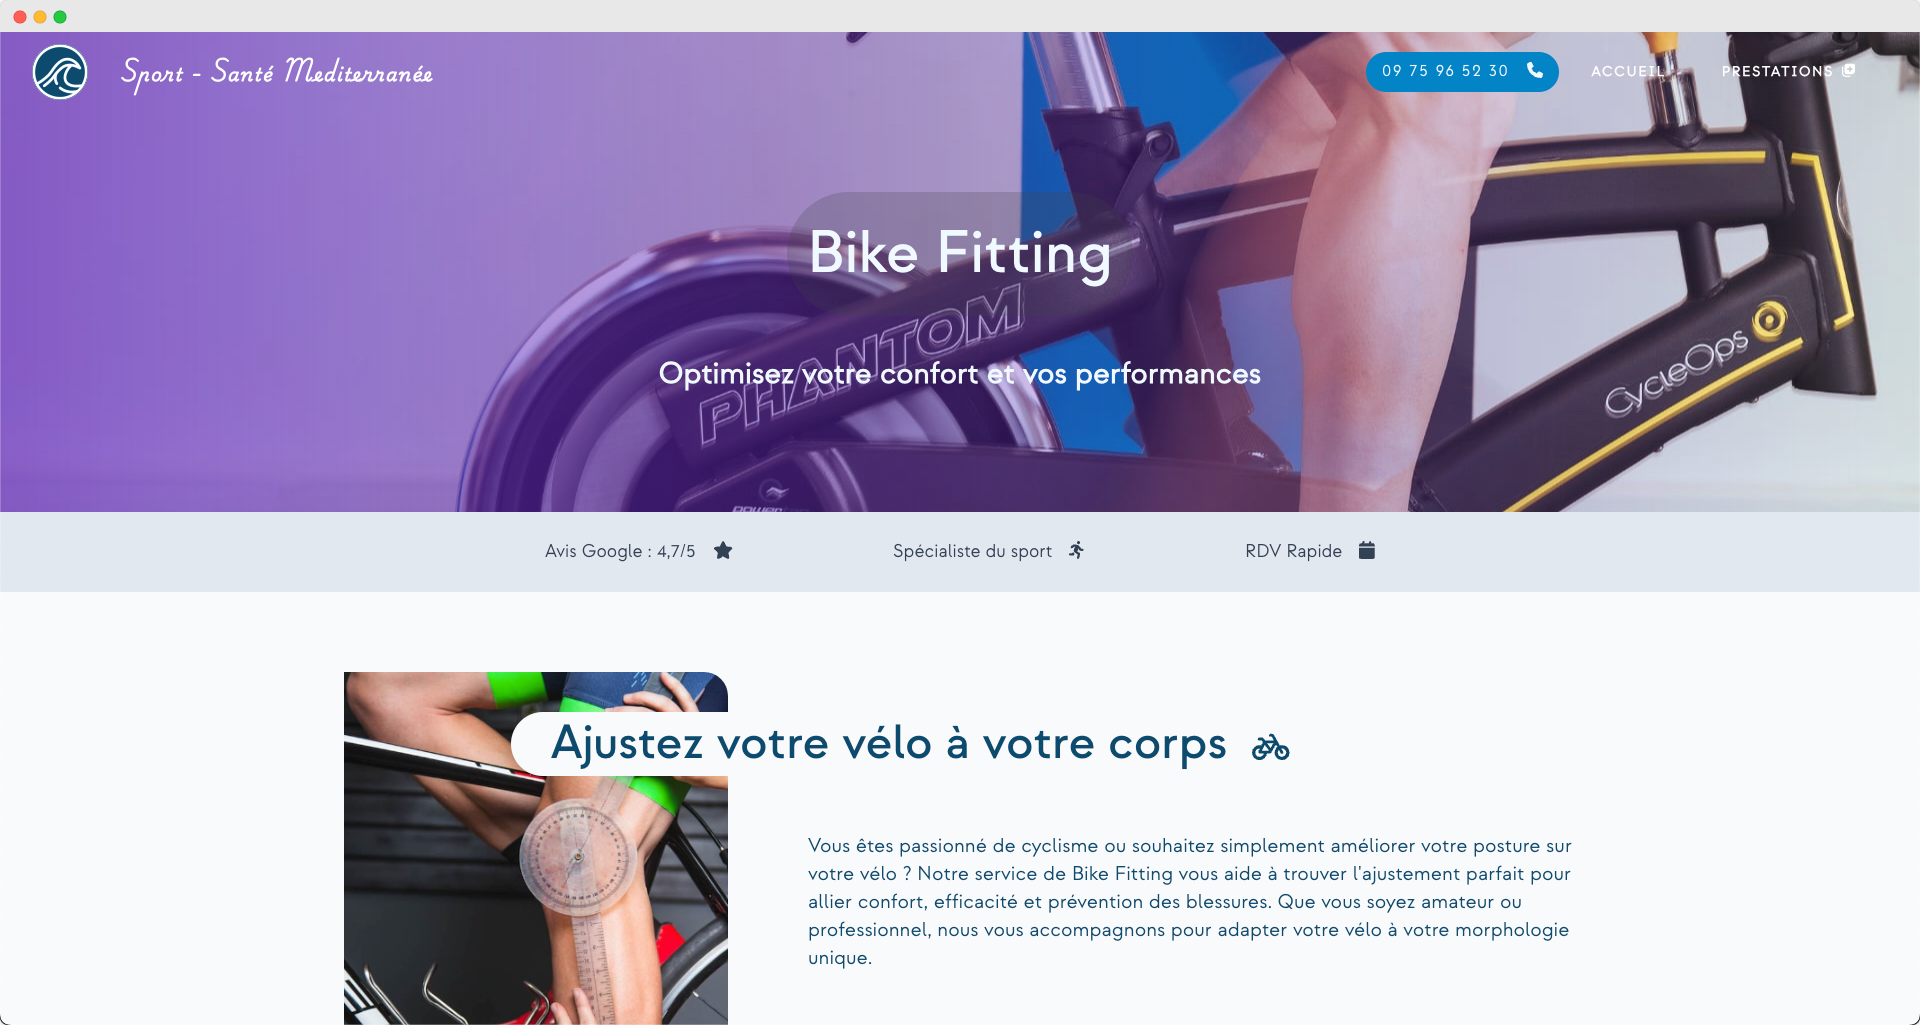 Sport - Santé Mediterranée
09 75 96 52 30
ACCUEIL
PRESTATIONS
Bike Fitting
PHANTOM
CycleOps
Optimisez votre confort et vos performances
Avis Google : 4,7/5
Spécialiste du sport
RDV Rapide
Ajustez votre vélo à votre corps
Vous êtes passionné de cyclisme ou souhaitez simplement améliorer votre posture sur
votre vélo ? Notre service de Bike Fitting vous aide à trouver l'ajustement parfait pour
allier confort, efficacité et prévention des blessures. Que vous soyez amateur ou
professionnel, nous vous accompagnons pour adapter votre vélo à votre morphologie
unique.